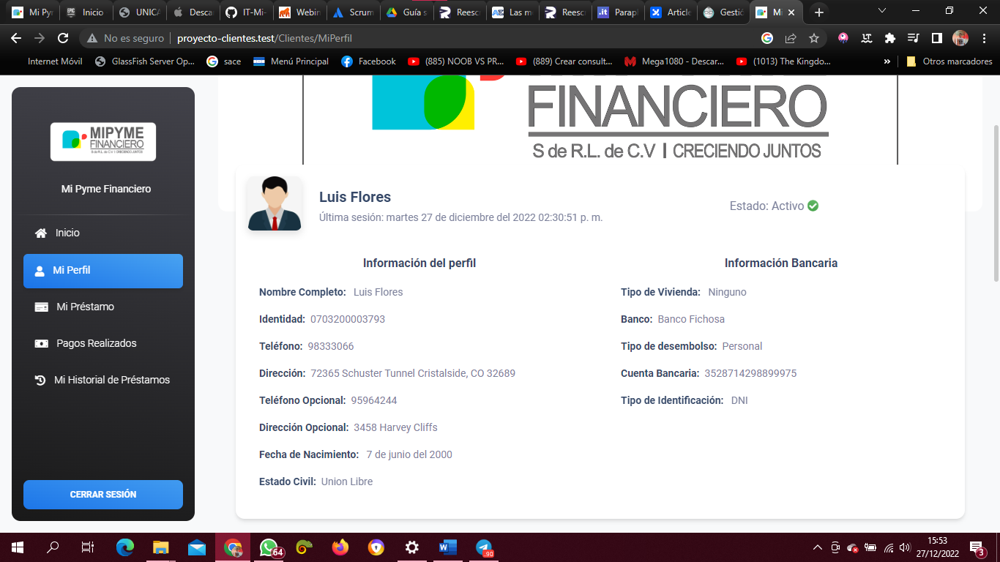 Mi Py
Inicio
UNICA
Desca
IT-Mi-
Webin
Scrum
Guía s
Reesc
Las m
Reesc
Parap
Article
Gestió
Mi
No es seguro
proyecto-clientes.test/Clientes/MiPerfil
Internet Móvil
GlassFish Server Op...
sace
Menú Principal
Facebook
(885) NOOB VS PR...
(889) Crear consult...
Mega1080 - Descar...
(1013) The Kingdo...
»
Otros marcadores
MIPYME
FINANCIERO
S de R.L. de C.V | CRECIENDO JUNTOS
Mi Pyme Financiero
Inicio
Mi Perfil
Mi Préstamo
Pagos Realizados
Mi Historial de Préstamos
CERRAR SESIÓN
FINANCIERO
S de R.L. de C.V | CRECIENDO JUNTOS
Luis Flores
Última sesión: martes 27 de diciembre del 2022 02:30:51 p. m.
Estado: Activo
Información del perfil
Nombre Completo: Luis Flores
Identidad: 0703200003793
Teléfono: 98333066
Dirección: 72365 Schuster Tunnel Cristalside, CO 32689
Teléfono Opcional: 95964244
Dirección Opcional: 3458 Harvey Cliffs
Fecha de Nacimiento: 7 de junio del 2000
Estado Civil: Union Libre
Información Bancaria
Tipo de Vivienda: Ninguno
Banco: Banco Fichosa
Tipo de desembolso: Personal
Cuenta Bancaria: 3528714298899975
Tipo de Identificación: DNI
64
.90
15:53
27/12/2022
3